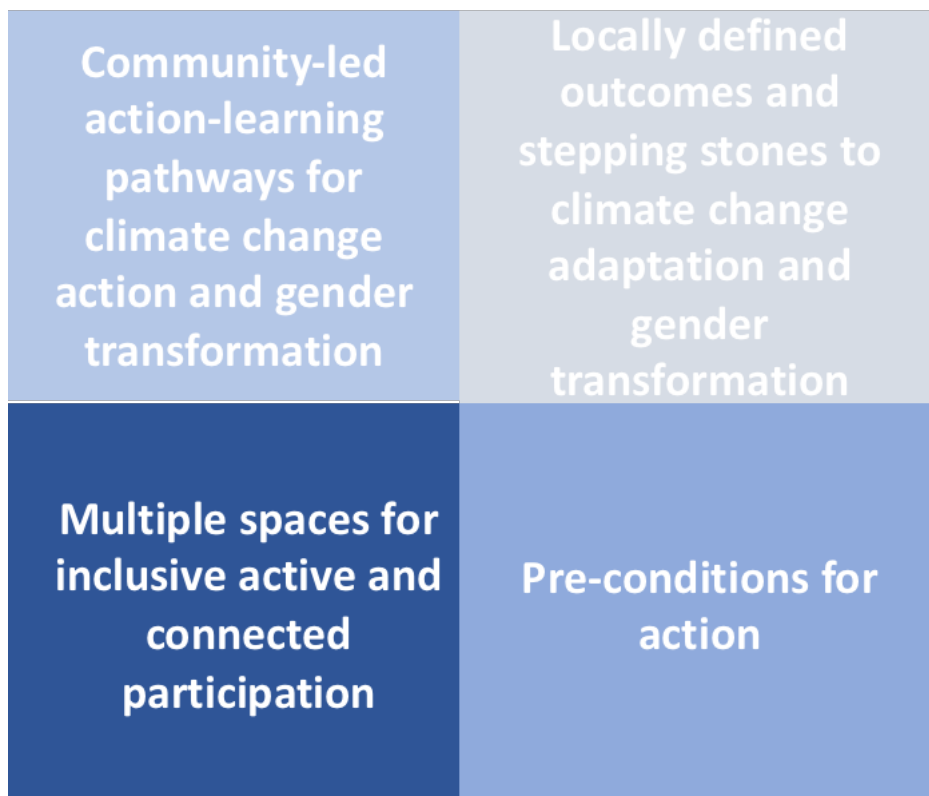 Community-led
action-learning
pathways for
climate change
action and gender
transformation
Locally defined
outcomes and
stepping stones to
climate change
adaptation and
gender
transformation
Multiple spaces for
inclusive active and
connected
participation
Pre-conditions for
action